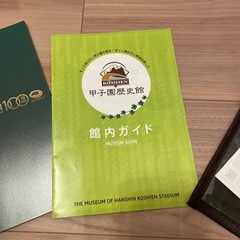 KOSHIEN
甲子園歴史館
館内ガイド
MUSEUM GUIDE
THE MUSEUM OF HANSHIN KOSHIEN STADIUM
100